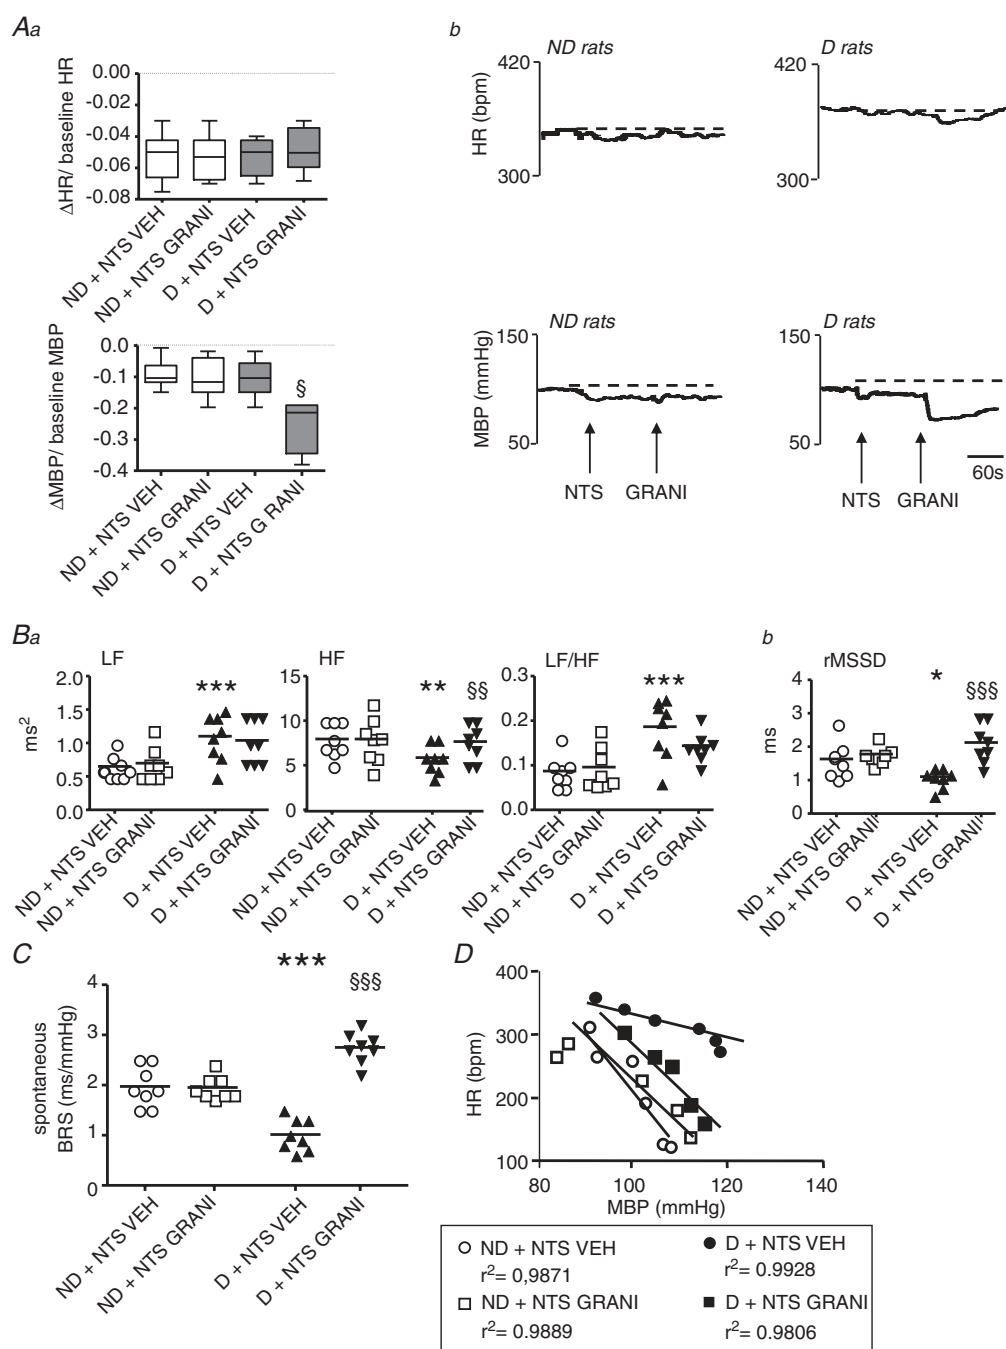 Aa
0.00
-0.02
-0.04
-0.06
-0.08
ΔHR/ baseline HR
ND + NTS VEH
ND + NTS GRANI
D + NTS VEH
D + NTS GRANI
0.0
-0.1
-0.2
-0.3
-0.4
ΔMBP/ baseline MBP
§
ND + NTS VEH
ND + NTS GRANI
D + NTS VEH
D + NTS G RANI
b
ND rats
420
300
HR (bpm)
D rats
420
300
ND rats
150
50
MBP (mmHg)
NTS GRANI
D rats
150
50
NTS GRANI
60s
Ba
LF
2.0
1.5
1.0
0.5
0.0
ms2
***
ND + NTS VEH
ND + NTS GRANI
D + NTS VEH
D + NTS GRANI
HF
15
10
5
0
** §§
ND + NTS VEH
ND + NTS GRANI
D + NTS VEH
D + NTS GRANI
LF/HF
0.3
0.2
0.1
0.0
***
ND + NTS VEH
ND + NTS GRANI
D + NTS VEH
D + NTS GRANI
b
rMSSD
4
3
2
1
0
ms
* §§§
ND + NTS VEH
ND + NTS GRANI
D + NTS VEH
D + NTS GRANI
C
4
3
2
1
0
spontaneous
BRS (ms/mmHg)
*** §§§
ND + NTS VEH
ND + NTS GRANI
D + NTS VEH
D + NTS GRANI
D
400
300
200
100
HR (bpm)
80 100 120 140
MBP (mmHg)
ND + NTS VEH
r2= 0,9871
ND + NTS GRANI
r2= 0.9889
D + NTS VEH
r2= 0.9928
D + NTS GRANI
r2= 0.9806